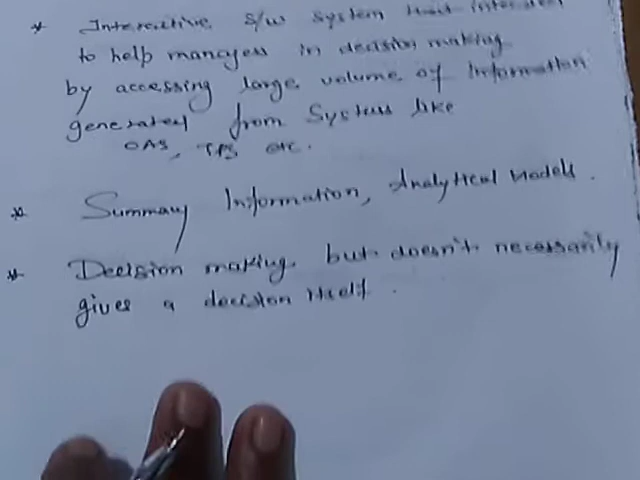 * Interactive s/w system that intended
to help managers in decision making
by accessing large volume of Information
generated from Systems like
OAS, TPS etc.
* Summary Information, Analytical Models.
* Decision making, but doesn't necessarily
gives a decision itself.